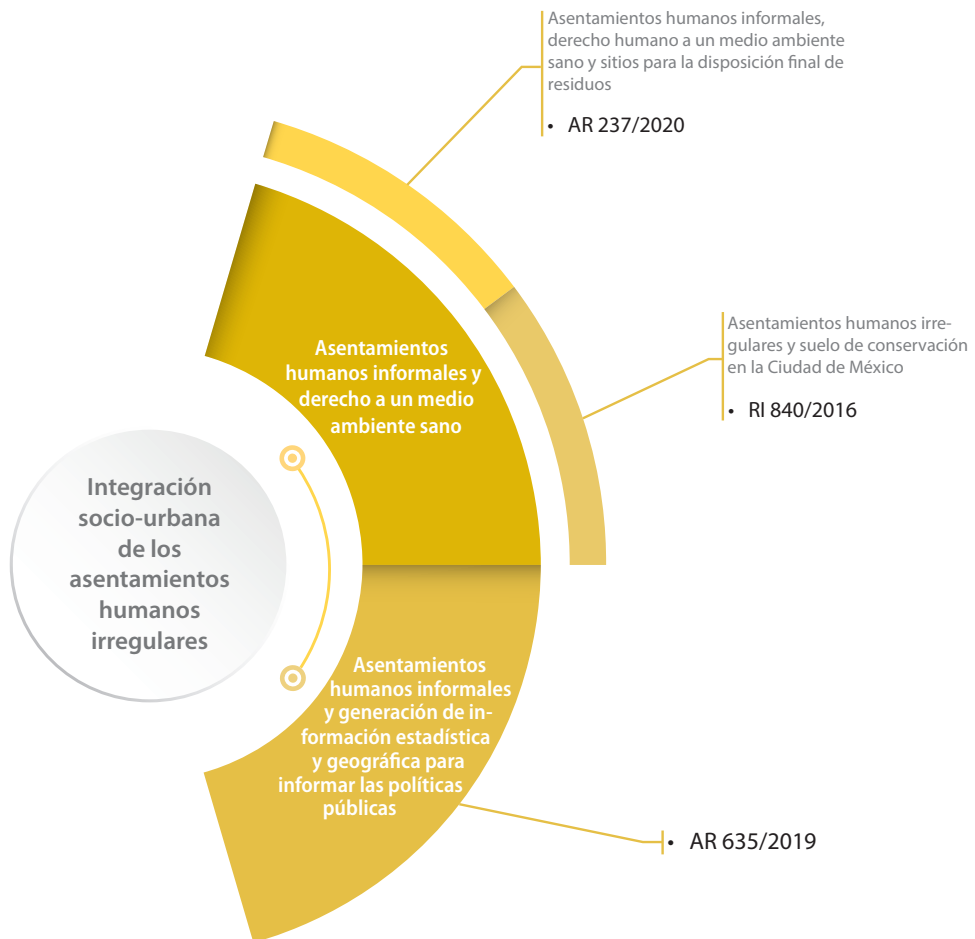 Integración
socio-urbana
de los
asentamientos
humanos
irregulares
Asentamientos
humanos informales y
derecho a un medio
ambiente sano
Asentamientos humanos informales,
derecho humano a un medio ambiente
sano y sitios para la disposición final de
residuos
• AR 237/2020
Asentamientos humanos irre-
gulares y suelo de conservación
en la Ciudad de México
• RI 840/2016
Asentamientos
humanos informales
y generación de in-
formación estadística
y geográfica para
informar las políticas
públicas
• AR 635/2019